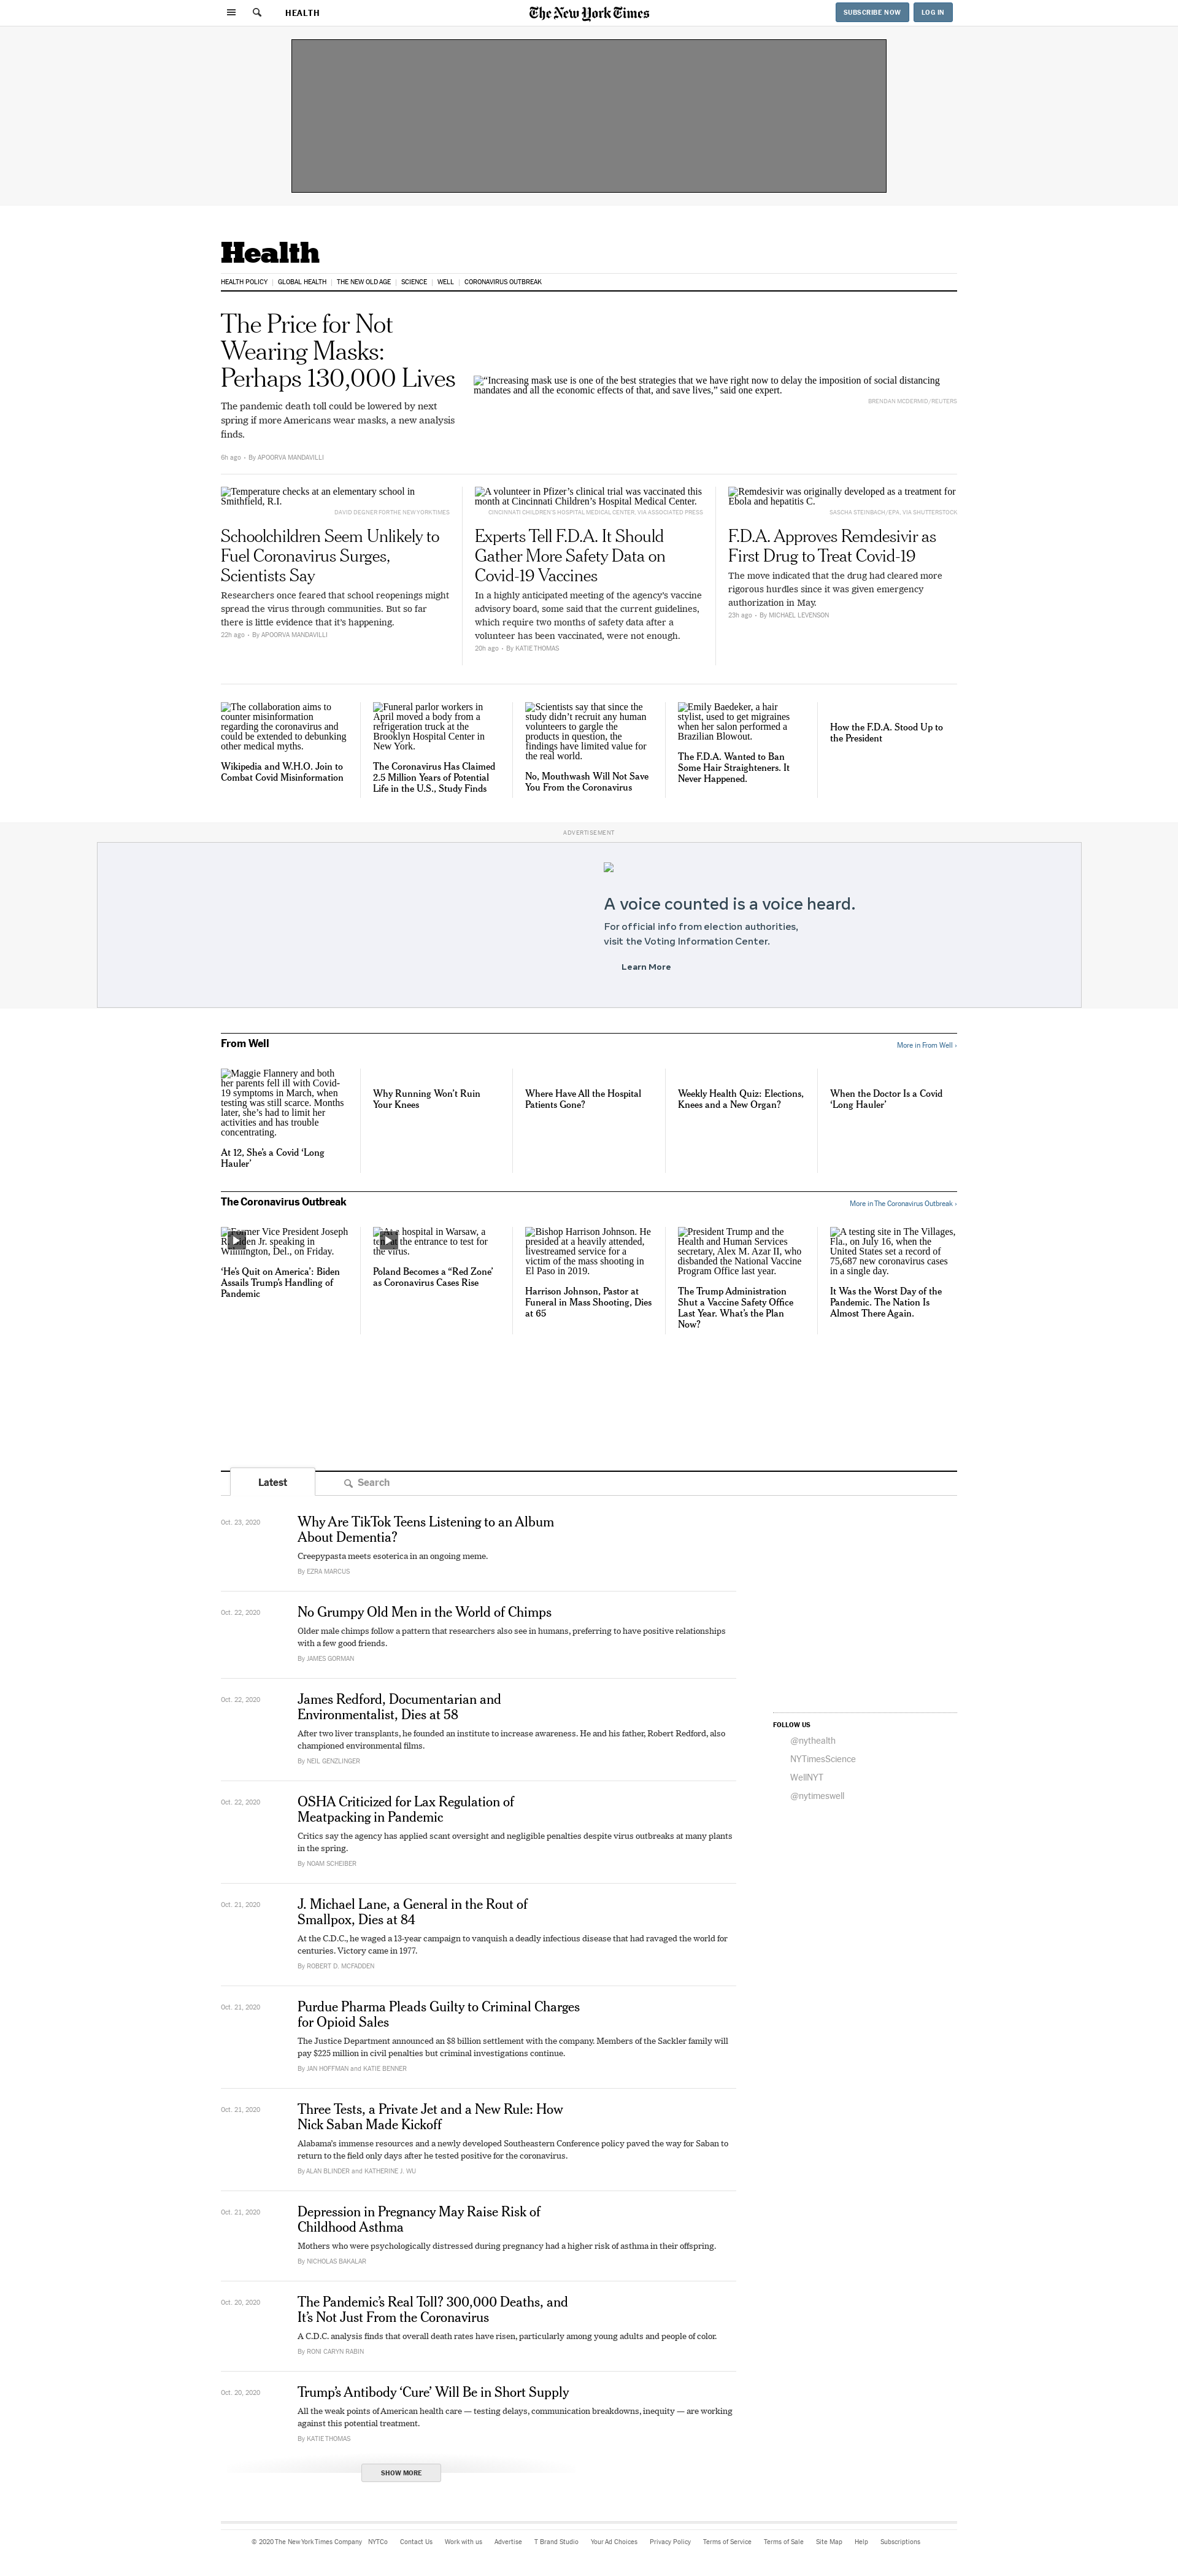 HEALTH
The New York Times
SUBSCRIBE NOW
LOG IN
Health
HEALTH POLICY
GLOBAL HEALTH
THE NEW OLD AGE
SCIENCE
WELL
CORONAVIRUS OUTBREAK
The Price for Not
Wearing Masks:
Perhaps 130,000 Lives
The pandemic death toll could be lowered by next
spring if more Americans wear masks, a new analysis
finds.
6h ago - By APOORVA MANDAVILLI
“Increasing mask use is one of the best strategies that we have right now to delay the imposition of social distancing
mandates and all the economic effects of that, and save lives,” said one expert.
BRENDAN MCDERMID/REUTERS
Temperature checks at an elementary school in
Smithfield, R.I.
DAVID DEGNER FOR THE NEW YORK TIMES
Schoolchildren Seem Unlikely to
Fuel Coronavirus Surges,
Scientists Say
Researchers once feared that school reopenings might
spread the virus through communities. But so far
there is little evidence that it’s happening.
22h ago - By APOORVA MANDAVILLI
A volunteer in Pfizer’s clinical trial was vaccinated this
month at Cincinnati Children’s Hospital Medical Center.
CINCINNATI CHILDREN'S HOSPITAL MEDICAL CENTER, VIA ASSOCIATED PRESS
Experts Tell F.D.A. It Should
Gather More Safety Data on
Covid-19 Vaccines
In a highly anticipated meeting of the agency’s vaccine
advisory board, some said that the current guidelines,
which require two months of safety data after a
volunteer has been vaccinated, were not enough.
20h ago - By KATIE THOMAS
Remdesivir was originally developed as a treatment for
Ebola and hepatitis C.
SASCHA STEINBACH/EPA, VIA SHUTTERSTOCK
F.D.A. Approves Remdesivir as
First Drug to Treat Covid-19
The move indicated that the drug had cleared more
rigorous hurdles since it was given emergency
authorization in May.
23h ago - By MICHAEL LEVENSON
The collaboration aims to
counter misinformation
regarding the coronavirus and
could be extended to debunking
other medical myths.
Wikipedia and W.H.O. Join to
Combat Covid Misinformation
Funeral parlor workers in
April moved a body from a
refrigeration truck at the
Brooklyn Hospital Center in
New York.
The Coronavirus Has Claimed
2.5 Million Years of Potential
Life in the U.S., Study Finds
Scientists say that since the
study didn’t recruit any human
volunteers to gargle the
products in question, the
findings have limited value for
the real world.
No, Mouthwash Will Not Save
You From the Coronavirus
Emily Baedeker, a hair
stylist, used to get migraines
when her salon performed a
Brazilian Blowout.
The F.D.A. Wanted to Ban
Some Hair Straighteners. It
Never Happened.
How the F.D.A. Stood Up to
the President
ADVERTISEMENT
A voice counted is a voice heard.
For official info from election authorities,
visit the Voting Information Center.
Learn More
From Well
More in From Well ›
Maggie Flannery and both
her parents fell ill with Covid-
19 symptoms in March, when
testing was still scarce. Months
later, she’s had to limit her
activities and has trouble
concentrating.
At 12, She’s a Covid ‘Long
Hauler’
Why Running Won’t Ruin
Your Knees
Where Have All the Hospital
Patients Gone?
Weekly Health Quiz: Elections,
Knees and a New Organ?
When the Doctor Is a Covid
‘Long Hauler’
The Coronavirus Outbreak
More in The Coronavirus Outbreak ›
Former Vice President Joseph
R. Biden Jr. speaking in
Wilmington, Del., on Friday.
‘He’s Quit on America’: Biden
Assails Trump’s Handling of
Pandemic
At a hospital in Warsaw, a
tent at the entrance to test for
the virus.
Poland Becomes a “Red Zone’
as Coronavirus Cases Rise
Bishop Harrison Johnson. He
presided at a heavily attended,
livestreamed service for a
victim of the mass shooting in
El Paso in 2019.
Harrison Johnson, Pastor at
Funeral in Mass Shooting, Dies
at 65
President Trump and the
Health and Human Services
secretary, Alex M. Azar II, who
disbanded the National Vaccine
Program Office last year.
The Trump Administration
Shut a Vaccine Safety Office
Last Year. What’s the Plan
Now?
A testing site in The Villages,
Fla., on July 16, when the
United States set a record of
75,687 new coronavirus cases
in a single day.
It Was the Worst Day of the
Pandemic. The Nation Is
Almost There Again.
Latest
Search
Oct. 23, 2020
Why Are TikTok Teens Listening to an Album
About Dementia?
Creepypasta meets esoterica in an ongoing meme.
By EZRA MARCUS
Oct. 22, 2020
No Grumpy Old Men in the World of Chimps
Older male chimps follow a pattern that researchers also see in humans, preferring to have positive relationships
with a few good friends.
By JAMES GORMAN
Oct. 22, 2020
James Redford, Documentarian and
Environmentalist, Dies at 58
After two liver transplants, he founded an institute to increase awareness. He and his father, Robert Redford, also
championed environmental films.
By NEIL GENZLINGER
FOLLOW US
@nythealth
NYTimesScience
WellNYT
@nytimeswell
Oct. 22, 2020
OSHA Criticized for Lax Regulation of
Meatpacking in Pandemic
Critics say the agency has applied scant oversight and negligible penalties despite virus outbreaks at many plants
in the spring.
By NOAM SCHEIBER
Oct. 21, 2020
J. Michael Lane, a General in the Rout of
Smallpox, Dies at 84
At the C.D.C., he waged a 13-year campaign to vanquish a deadly infectious disease that had ravaged the world for
centuries. Victory came in 1977.
By ROBERT D. MCFADDEN
Oct. 21, 2020
Purdue Pharma Pleads Guilty to Criminal Charges
for Opioid Sales
The Justice Department announced an $8 billion settlement with the company. Members of the Sackler family will
pay $225 million in civil penalties but criminal investigations continue.
By JAN HOFFMAN and KATIE BENNER
Oct. 21, 2020
Three Tests, a Private Jet and a New Rule: How
Nick Saban Made Kickoff
Alabama’s immense resources and a newly developed Southeastern Conference policy paved the way for Saban to
return to the field only days after he tested positive for the coronavirus.
By ALAN BLINDER and KATHERINE J. WU
Oct. 21, 2020
Depression in Pregnancy May Raise Risk of
Childhood Asthma
Mothers who were psychologically distressed during pregnancy had a higher risk of asthma in their offspring.
By NICHOLAS BAKALAR
Oct. 20, 2020
The Pandemic’s Real Toll? 300,000 Deaths, and
It’s Not Just From the Coronavirus
A C.D.C. analysis finds that overall death rates have risen, particularly among young adults and people of color.
By RONI CARYN RABIN
Oct. 20, 2020
Trump’s Antibody ‘Cure’ Will Be in Short Supply
All the weak points of American health care — testing delays, communication breakdowns, inequity — are working
against this potential treatment.
By KATIE THOMAS
SHOW MORE
© 2020 The New York Times Company NYTCo Contact Us Work with us Advertise T Brand Studio Your Ad Choices Privacy Policy Terms of Service Terms of Sale Site Map Help Subscriptions